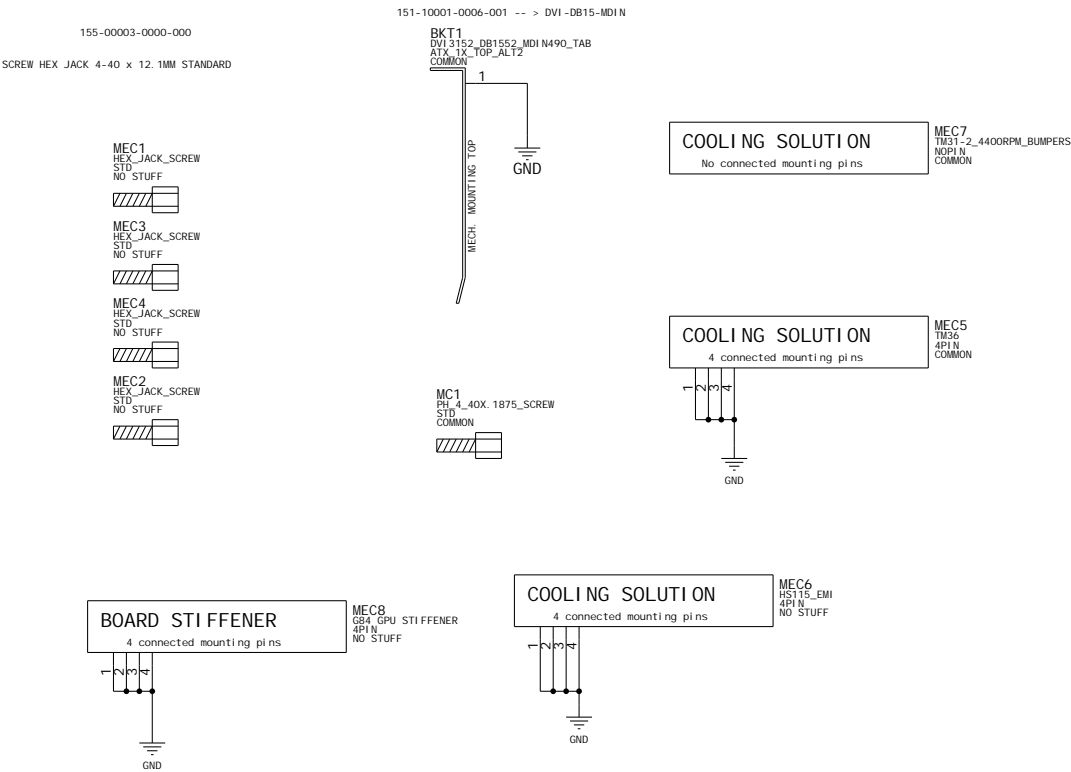 151-10001-0006-001 -- > DVI-DB15-MDIN
155-00003-0000-000
SCREW HEX JACK 4-40 x 12.1MM STANDARD
BKT1
DVI3152_DB1552_MDIN490_TAB
ATX_1X_TOP_ALT2
COMMON
1
MECH. MOUNTING TOP
GND
MEC1
HEX_JACK_SCREW
STD
NO STUFF
MEC3
HEX_JACK_SCREW
STD
NO STUFF
MEC4
HEX_JACK_SCREW
STD
NO STUFF
MEC2
HEX_JACK_SCREW
STD
NO STUFF
MC1
PH_4_40X.1875_SCREW
STD
COMMON
COOLING SOLUTION
No connected mounting pins
MEC7
TM31-2_4400RPM_BUMPERS
NOPIN
COMMON
COOLING SOLUTION
4 connected mounting pins
MEC5
TM36
4PIN
COMMON
1 2 3 4
GND
BOARD STIFFENER
4 connected mounting pins
MEC8
G84_GPU STIFFENER
4PIN
NO STUFF
1 2 3 4
GND
COOLING SOLUTION
4 connected mounting pins
MEC6
HS115_EMI
4PIN
NO STUFF
1 2 3 4
GND